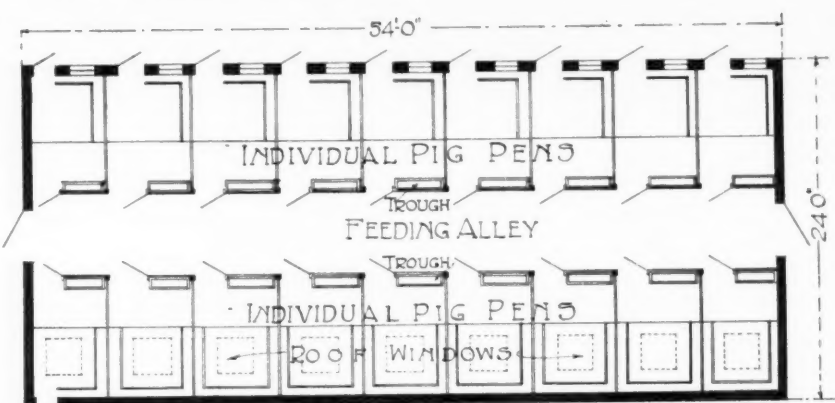 54'-0"
INDIVIDUAL PIG PENS
TROUGH
FEEDING ALLEY
24'0"
TROUGH
INDIVIDUAL PIG PENS
ROOF WINDOWS